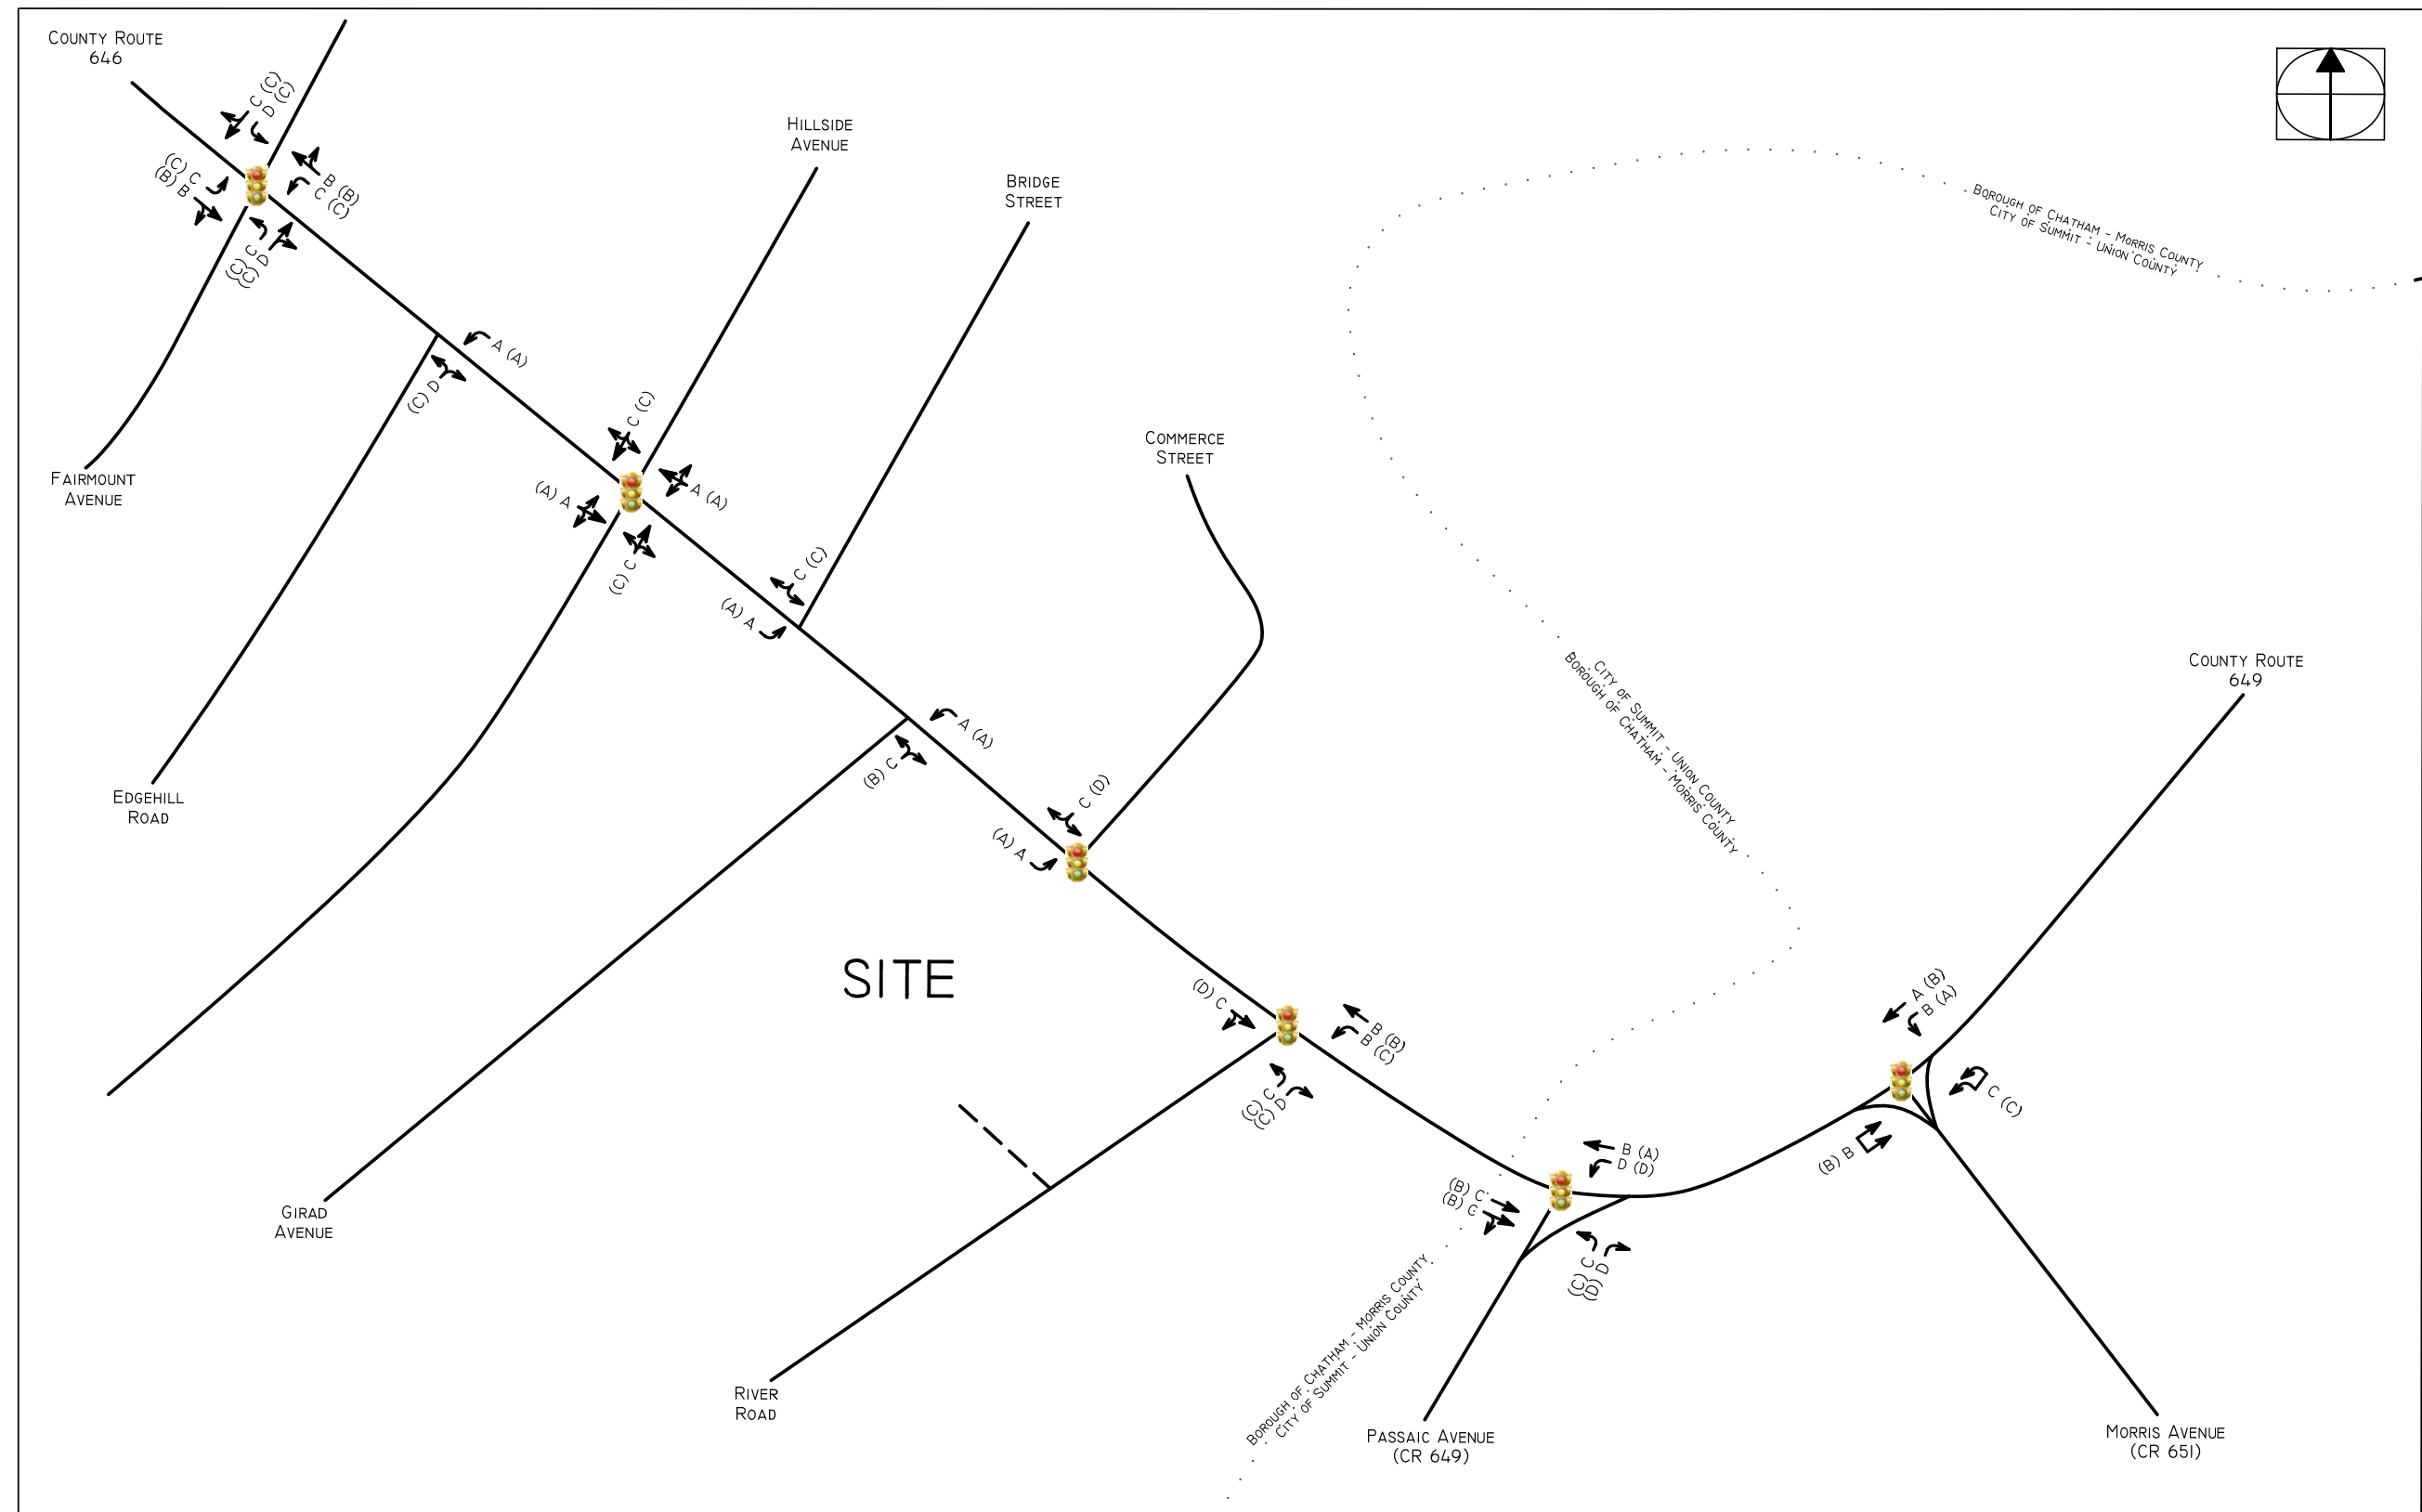 COUNTY ROUTE
646
C (C)
D (C)
(C) C
(B) B
B (B)
C (C)
(C) C
(C) D
FAIRMOUNT
AVENUE
A (A)
(C) D
EDGEHILL
ROAD
HILLSIDE
AVENUE
C (C)
A (A)
(A) A
(C) C
BRIDGE
STREET
C (C)
(A) A
A (A)
(B) C
GIRAD
AVENUE
COMMERCE
STREET
C (D)
(A) A
SITE
(D) C
B (B)
B (C)
(C) C
(C) D
RIVER
ROAD
BOROUGH OF CHATHAM - MORRIS COUNTY
CITY OF SUMMIT - UNION COUNTY
CITY OF SUMMIT - UNION COUNTY
BOROUGH OF CHATHAM - MORRIS COUNTY
BOROUGH OF CHATHAM - MORRIS COUNTY
CITY OF SUMMIT - UNION COUNTY
B (A)
D (D)
(B) C
(B) C
(C) C
(D) D
PASSAIC AVENUE
(CR 649)
COUNTY ROUTE
649
A (B)
B (A)
C (C)
(B) B
MORRIS AVENUE
(CR 651)